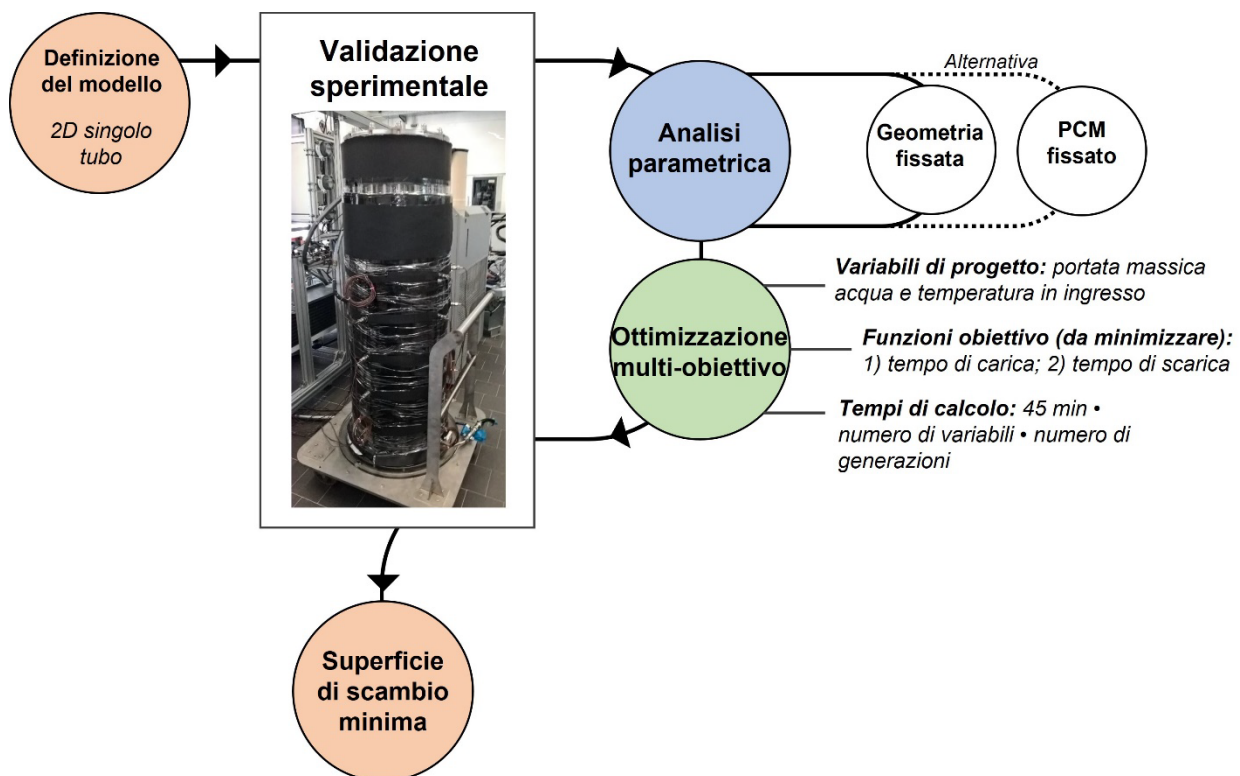 Definizione
del modello
2D singolo
tubo
Validazione
sperimentale
Analisi
parametrica
Alternativa
Geometria
fissata
PCM
fissato
Ottimizzazione
multi-obiettivo
Variabili di progetto: portata massica
acqua e temperatura in ingresso
Funzioni obiettivo (da minimizzare):
1) tempo di carica; 2) tempo di scarica
Tempi di calcolo: 45 min •
numero di variabili • numero di
generazioni
Superficie
di scambio
minima